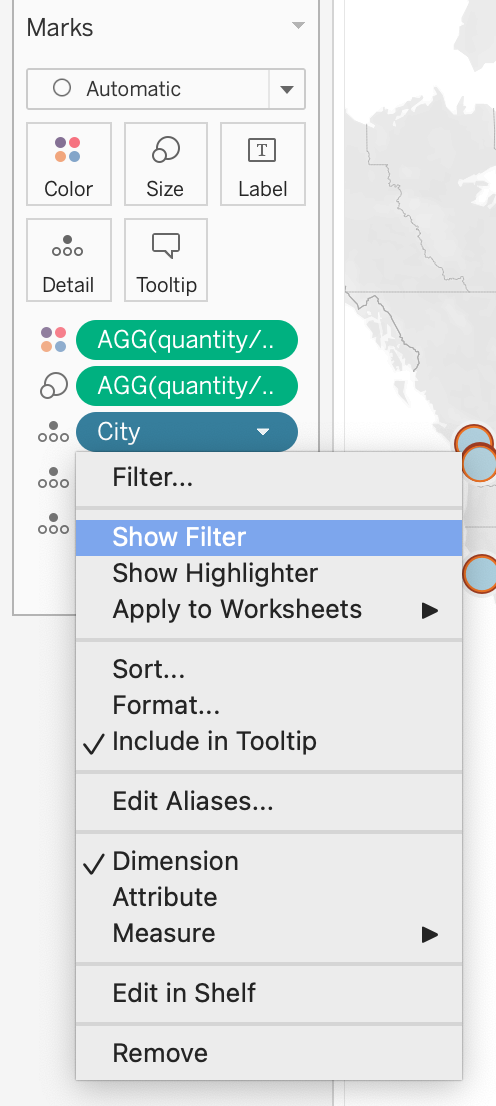 Marks
Automatic
Color Size Label
Detail Tooltip
AGG(quantity/..
AGG(quantity/..
City
Filter...
Show Filter
Show Highlighter
Apply to Worksheets
Sort...
Format...
Include in Tooltip
Edit Aliases...
Dimension
Attribute
Measure
Edit in Shelf
Remove